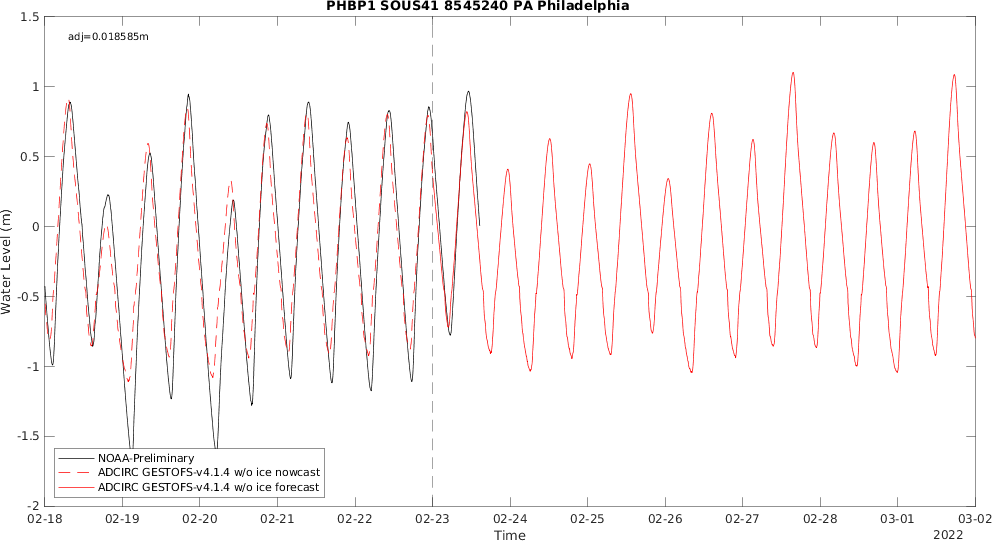 PHBP1 SOUS41 8545240 PA Philadelphia
adj=0.018585m
1.5
1
0.5
0
-0.5
-1
-1.5
-2
Water Level (m)
NOAA-Preliminary
ADCIRC GESTOFS-v4.1.4 w/o ice nowcast
ADCIRC GESTOFS-v4.1.4 w/o ice forecast
02-18 02-19 02-20 02-21 02-22 02-23 02-24 02-25 02-26 02-27 02-28 03-01 03-02
Time
2022